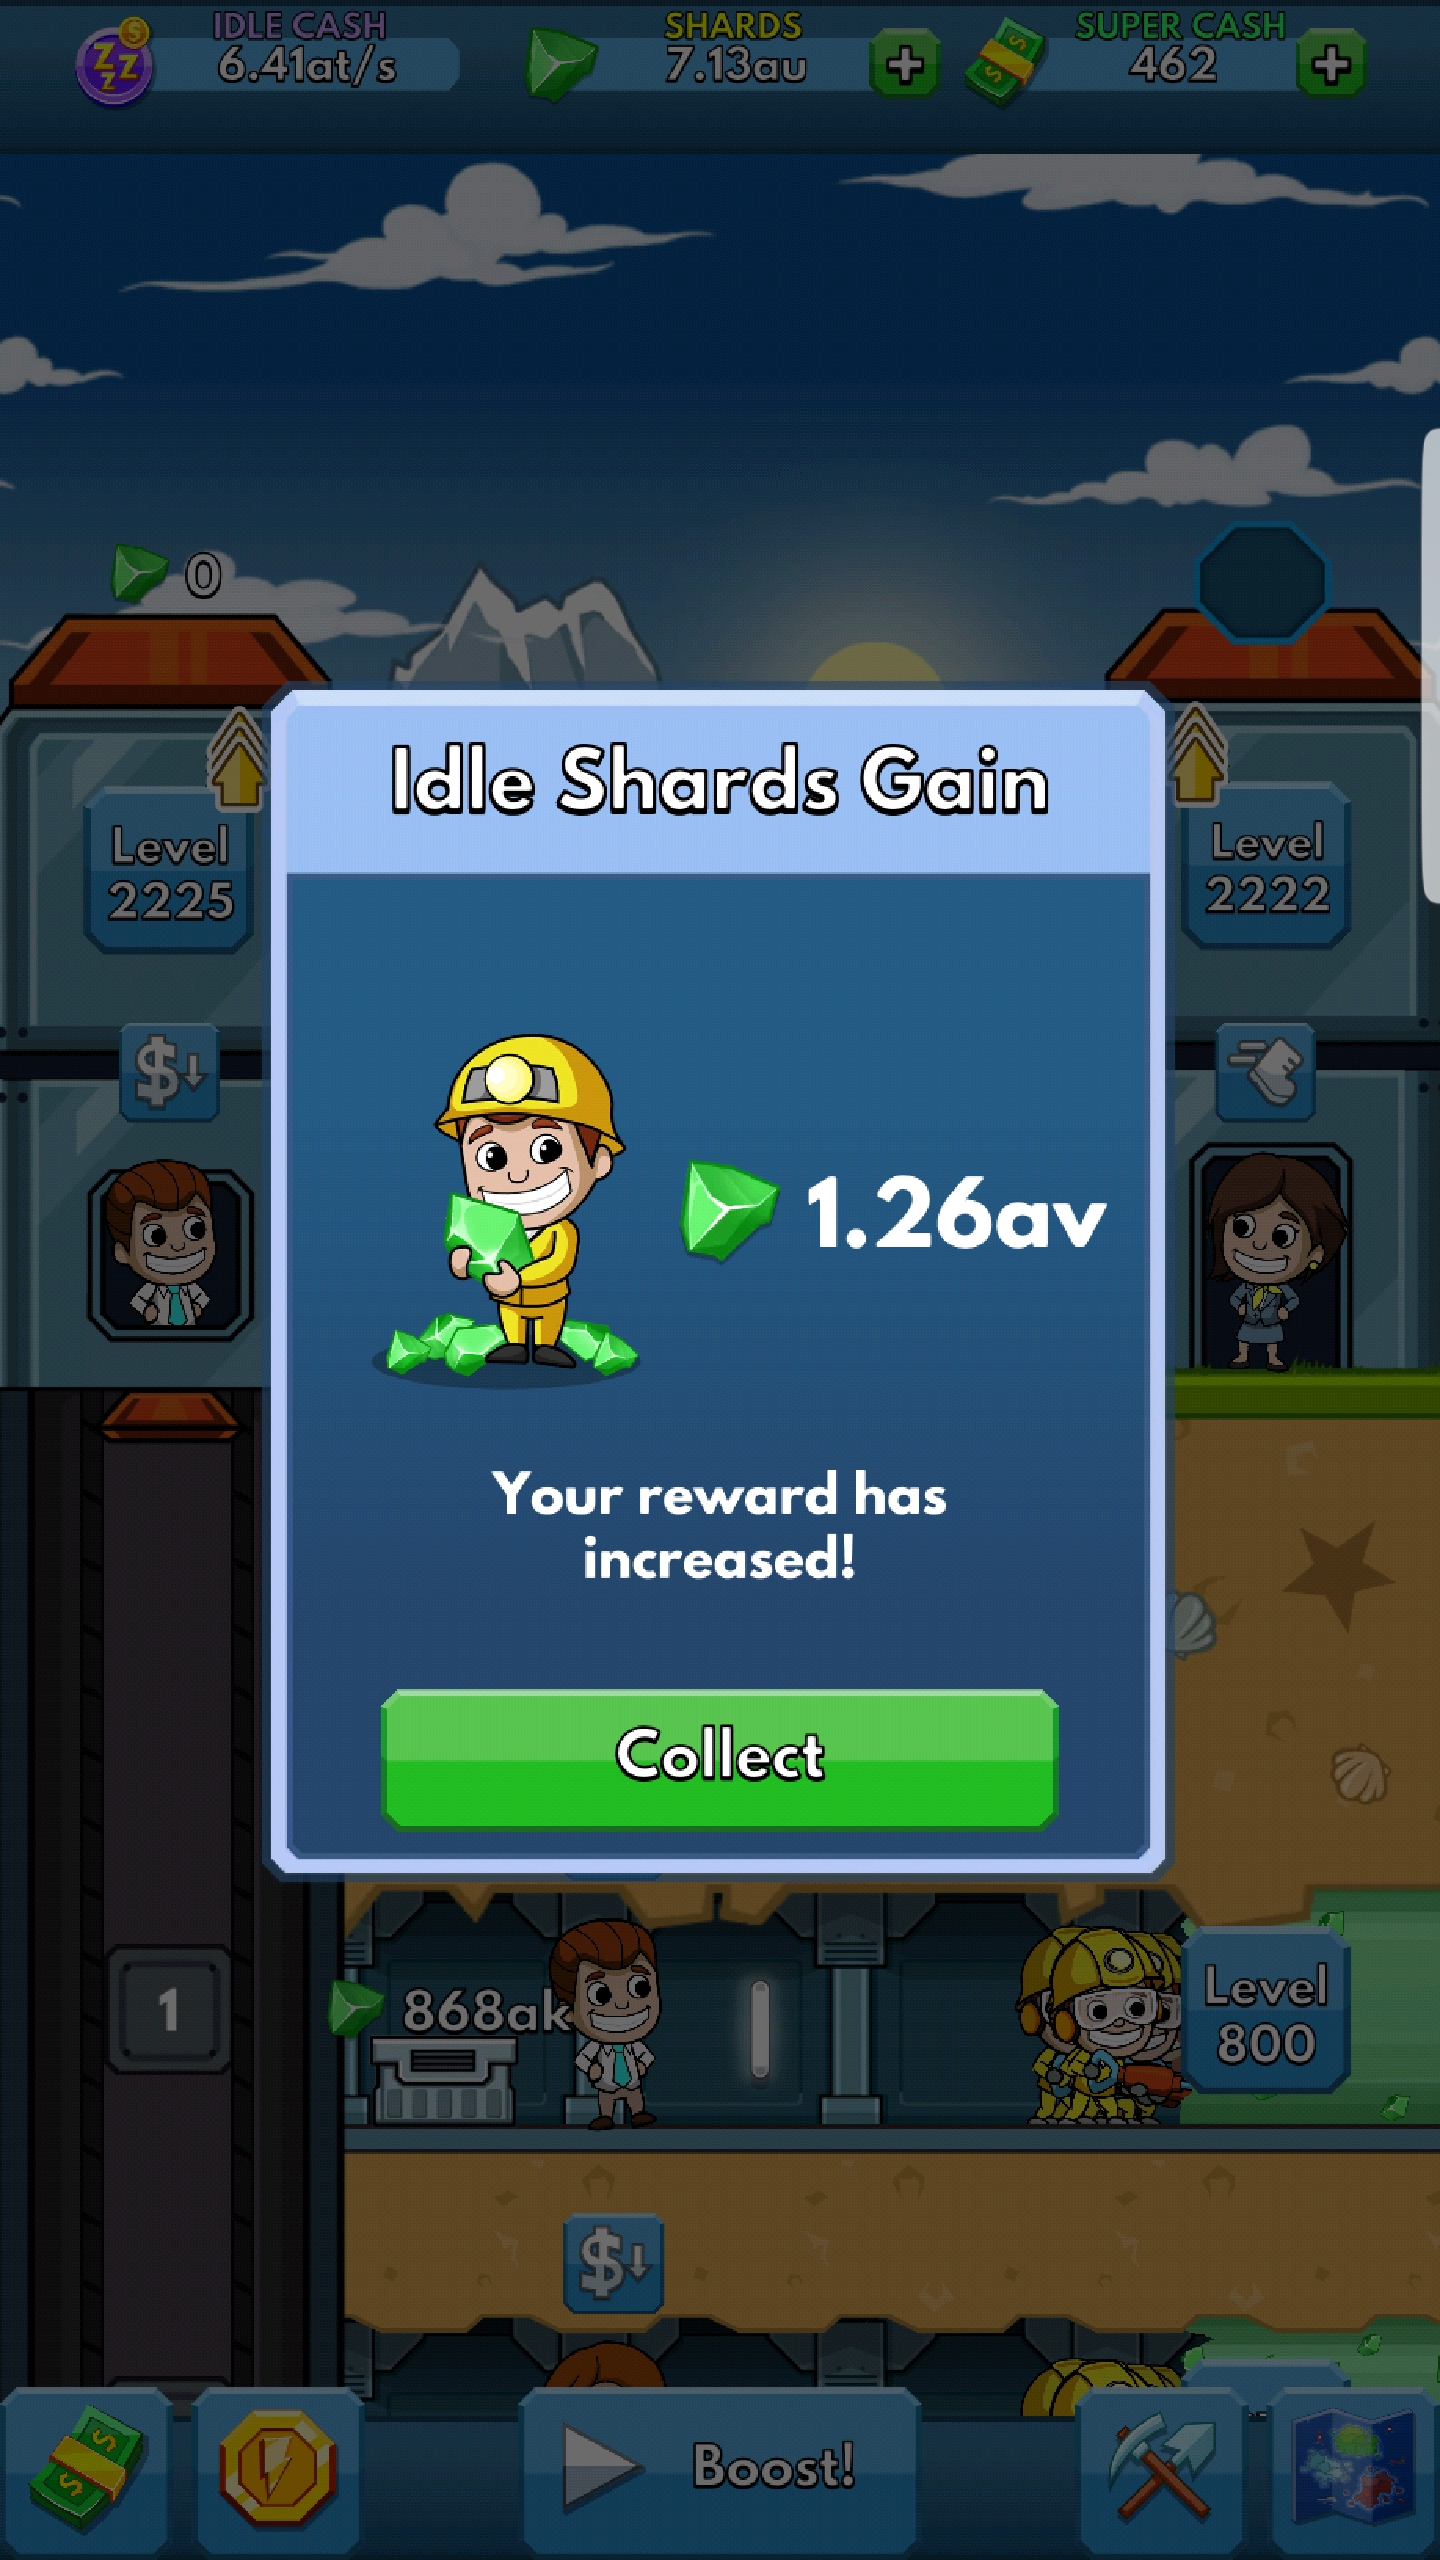 IDLE CASH
6.41at/s
SHARDS
7.13au
SUPER CASH
462
0
Idle Shards Gain
Level
2225
Level
2222
1.26av
Your reward has
increased!
Collect
1
868ak
Level
800
Boost!